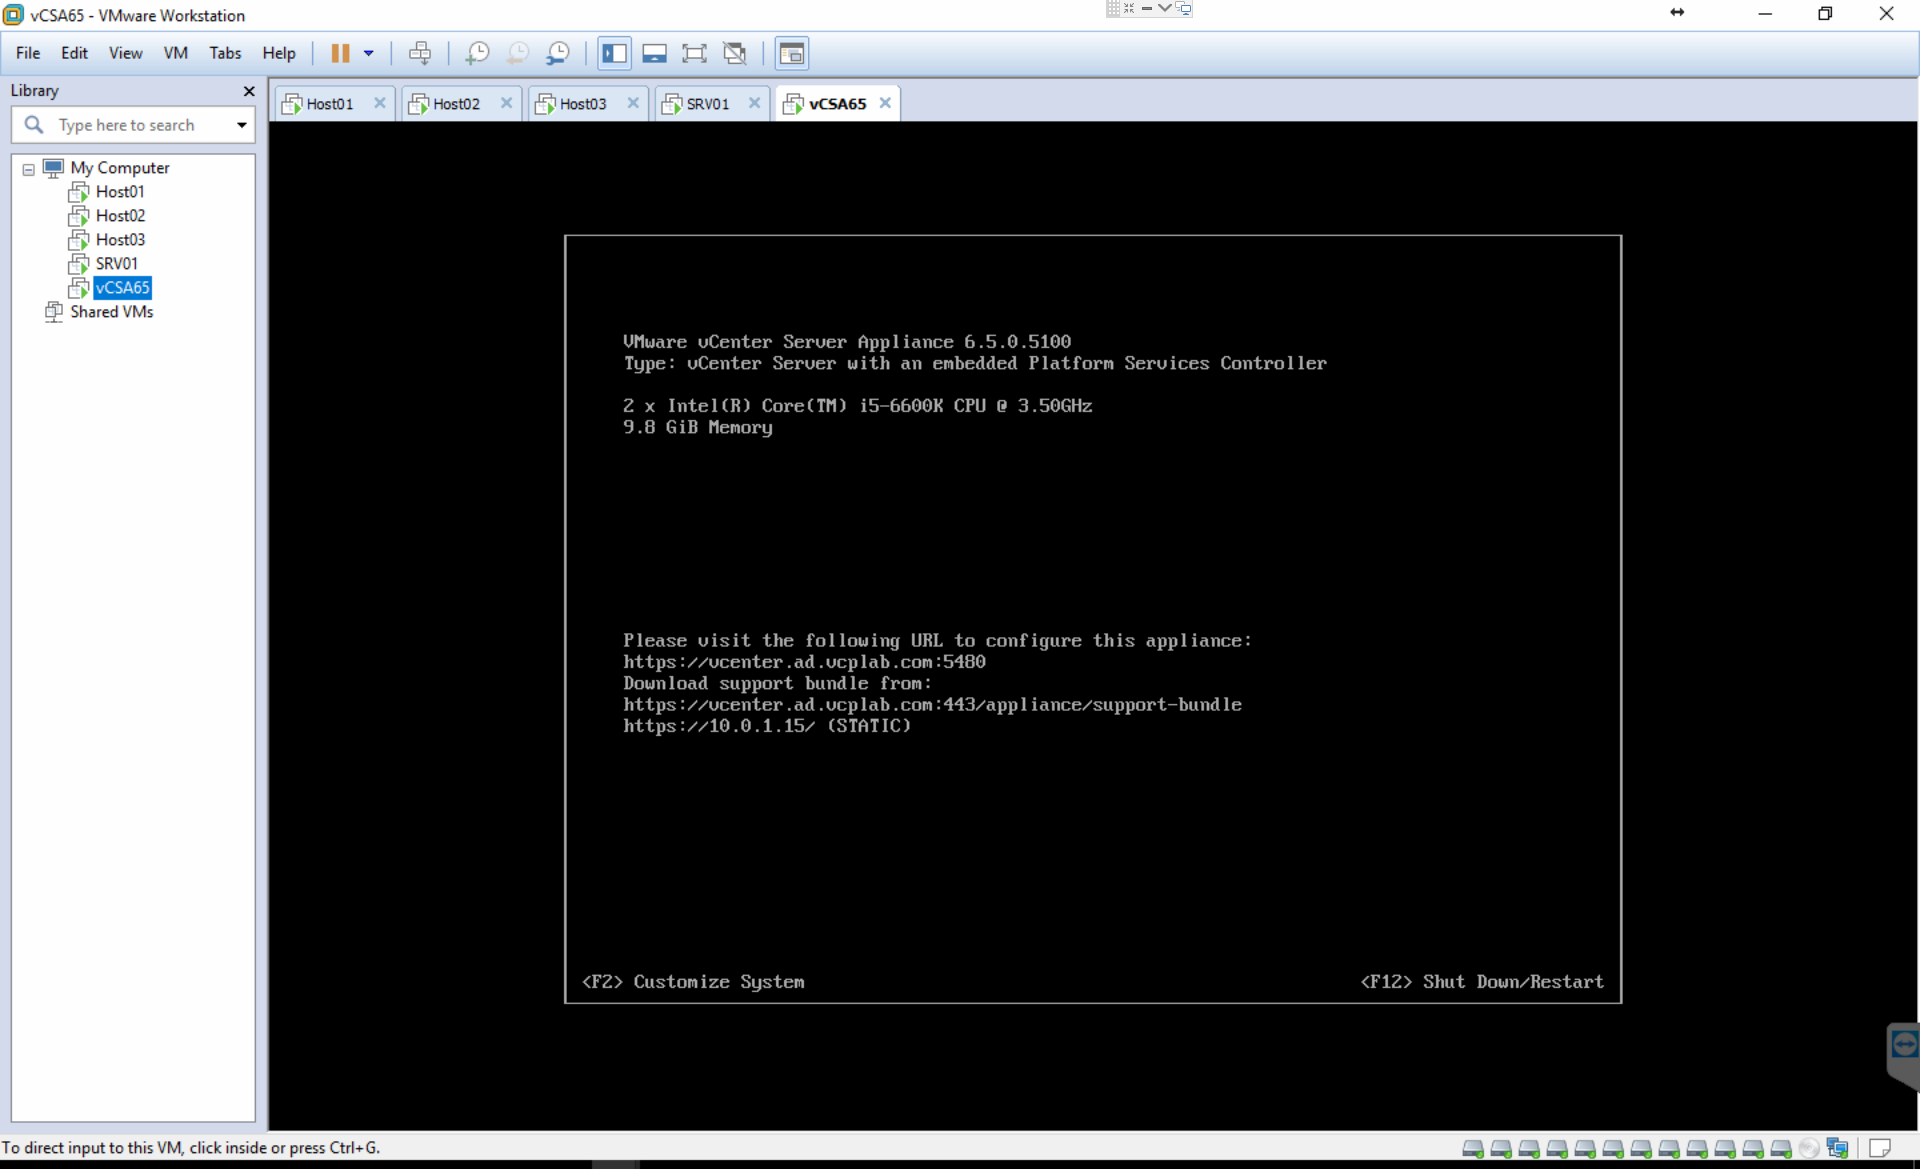 vCSA65 - VMware Workstation
File Edit View VM Tabs Help
Library
Type here to search
My Computer
Host01
Host02
Host03
SRV01
vCSA65
Shared VMs
Host01 Host02 Host03 SRV01 vCSA65
VMware vCenter Server Appliance 6.5.0.5100
Type: vCenter Server with an embedded Platform Services Controller
2 x Intel(R) Core(TM) i5-6600K CPU @ 3.50GHz
9.8 GiB Memory
Please visit the following URL to configure this appliance:
https://vcenter.ad.vcplab.com:5480
Download support bundle from:
https://vcenter.ad.vcplab.com:443/appliance/support-bundle
https://10.0.1.15/ (STATIC)
<F2> Customize System <F12> Shut Down/Restart
To direct input to this VM, click inside or press Ctrl+G.